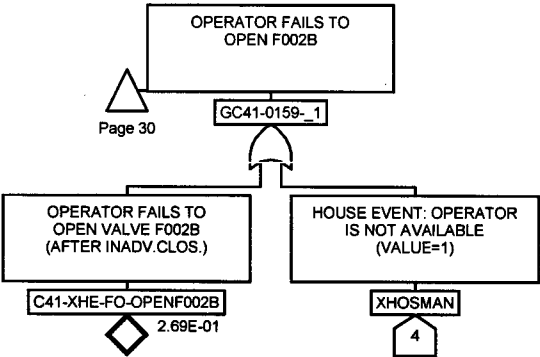 OPERATOR FAILS TO
OPEN F002B
Page 30
GC41-0159-_1
OPERATOR FAILS TO
OPEN VALVE F002B
(AFTER INADV.CLOS.)
HOUSE EVENT: OPERATOR
IS NOT AVAILABLE
(VALUE=1)
C41-XHE-FO-OPENF002B
XHOSMAN
2.69E-01
4